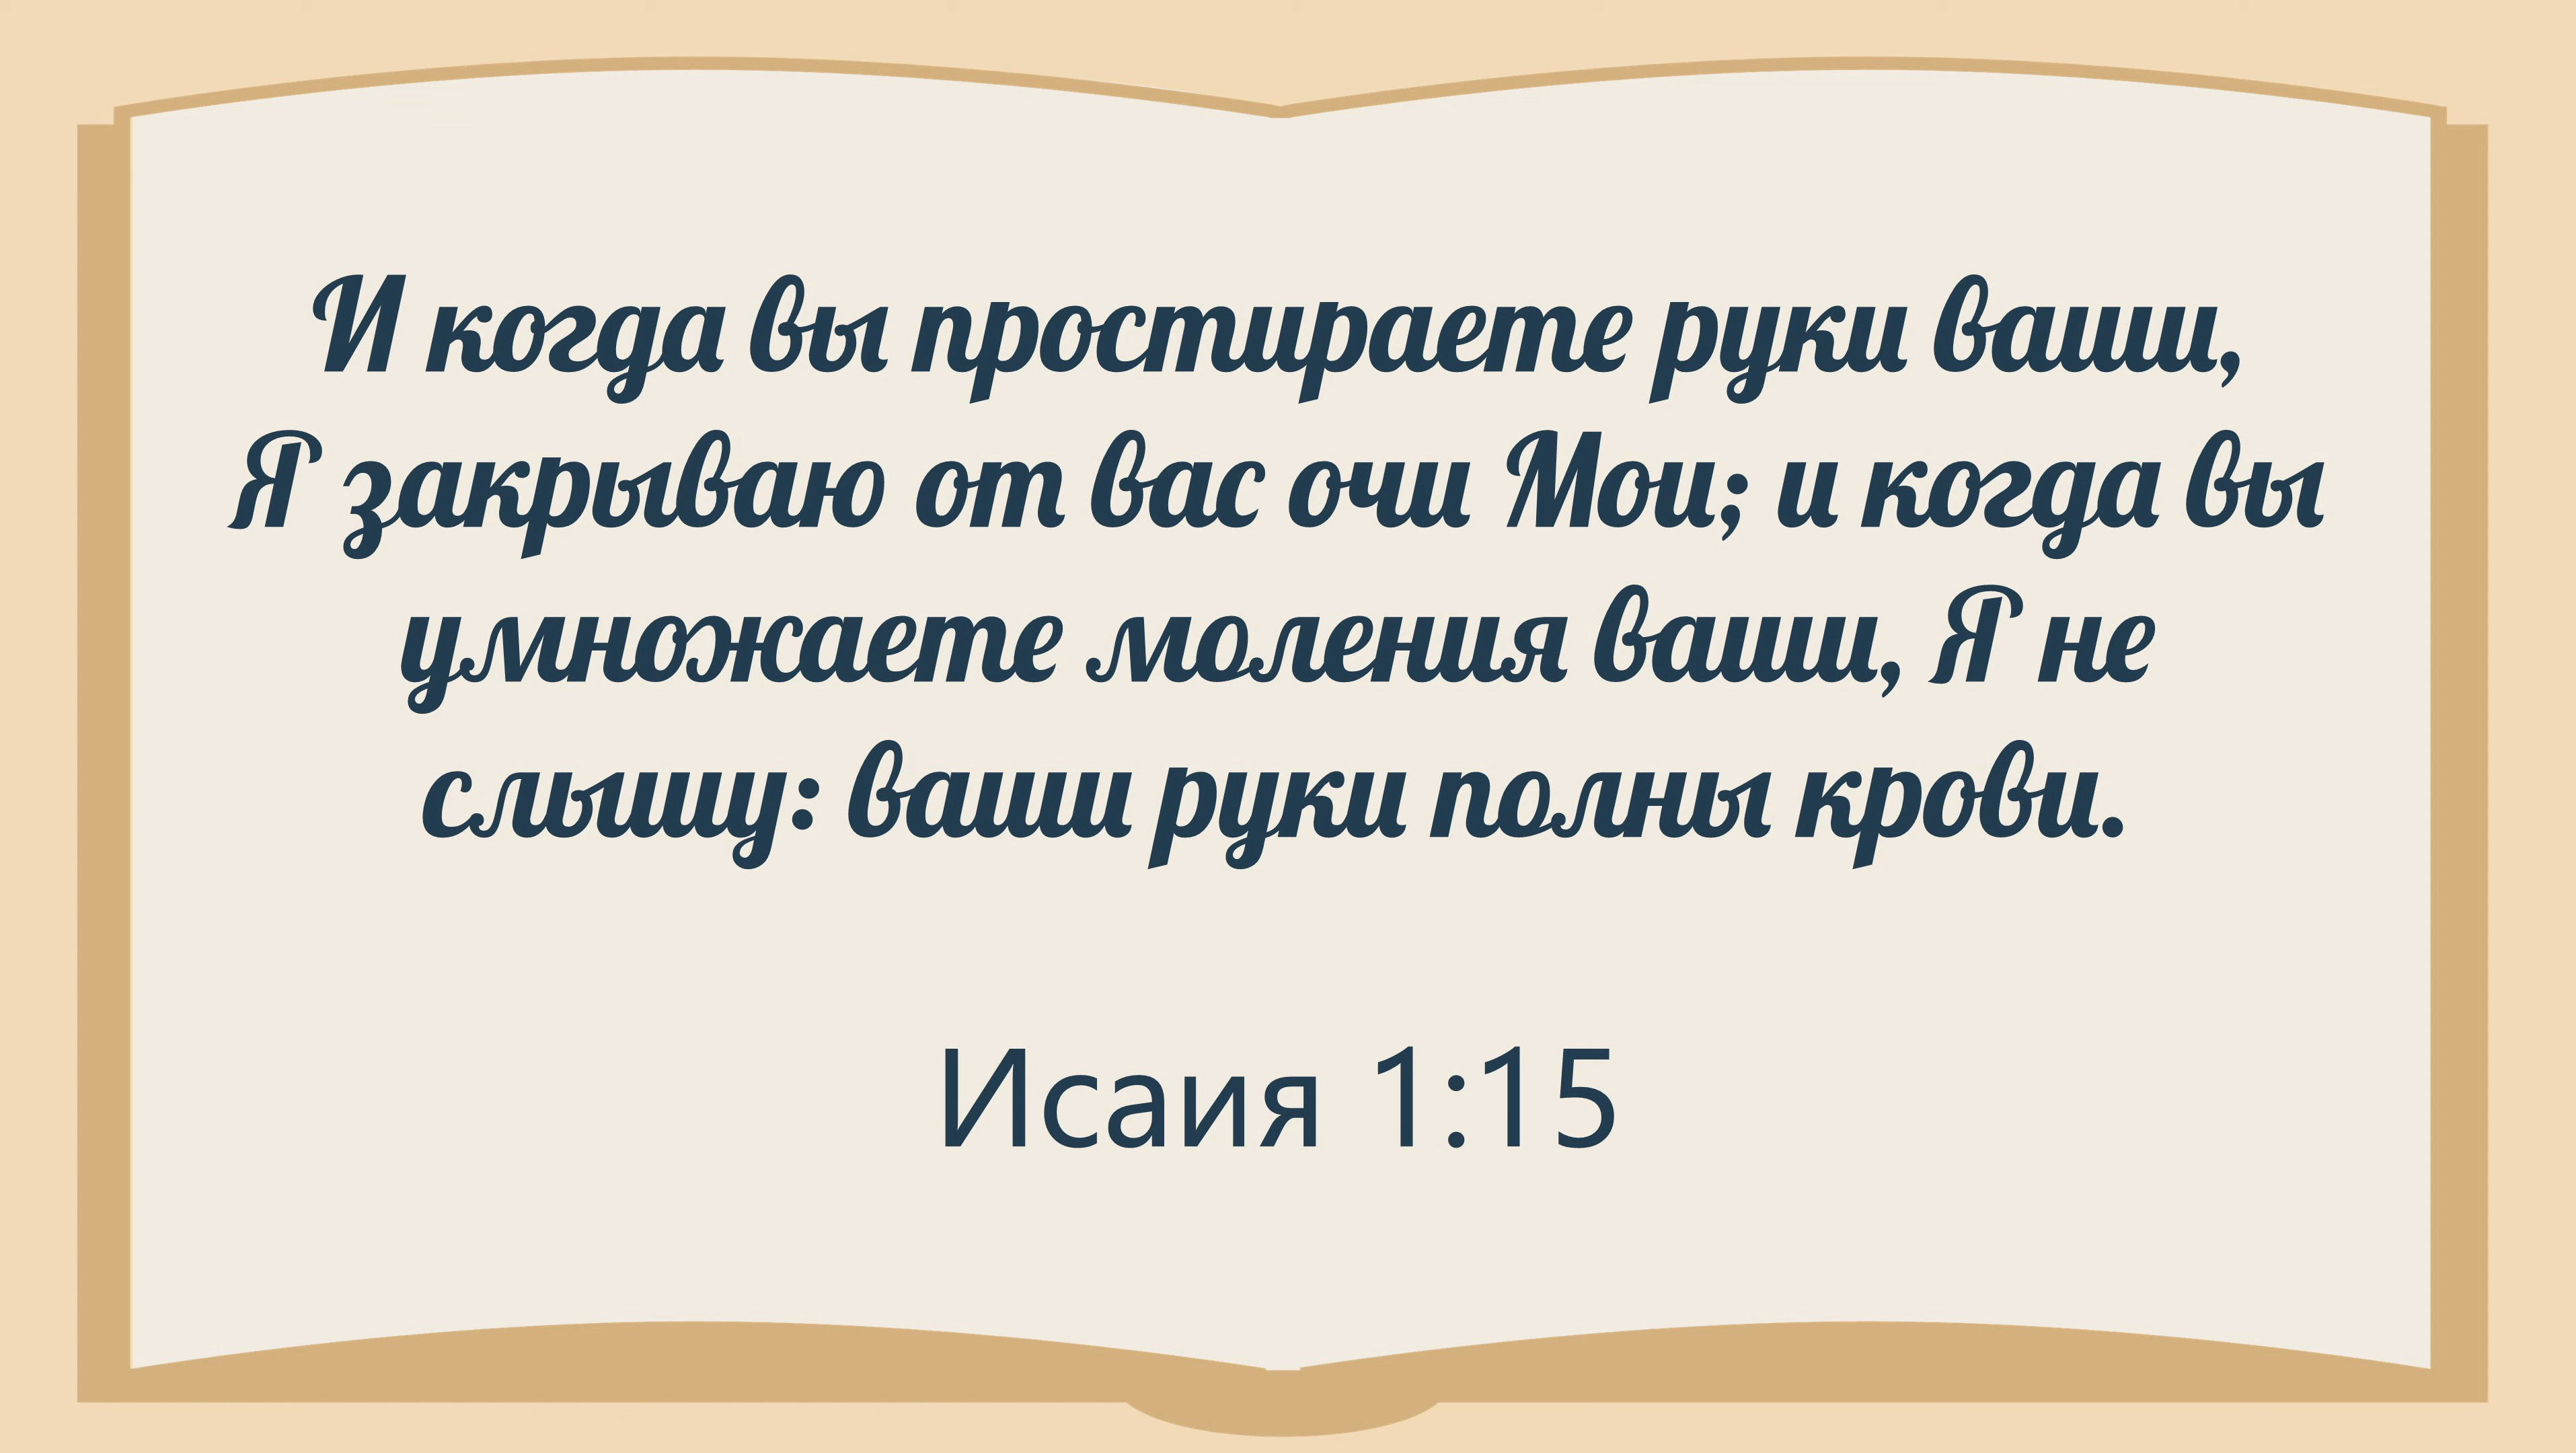 И когда вы простираете руки ваши,
Я закрываю от вас очи Мои; и когда вы
умножаете моления ваши, Я не
слышу: ваши руки полны крови.
Исаия 1:15